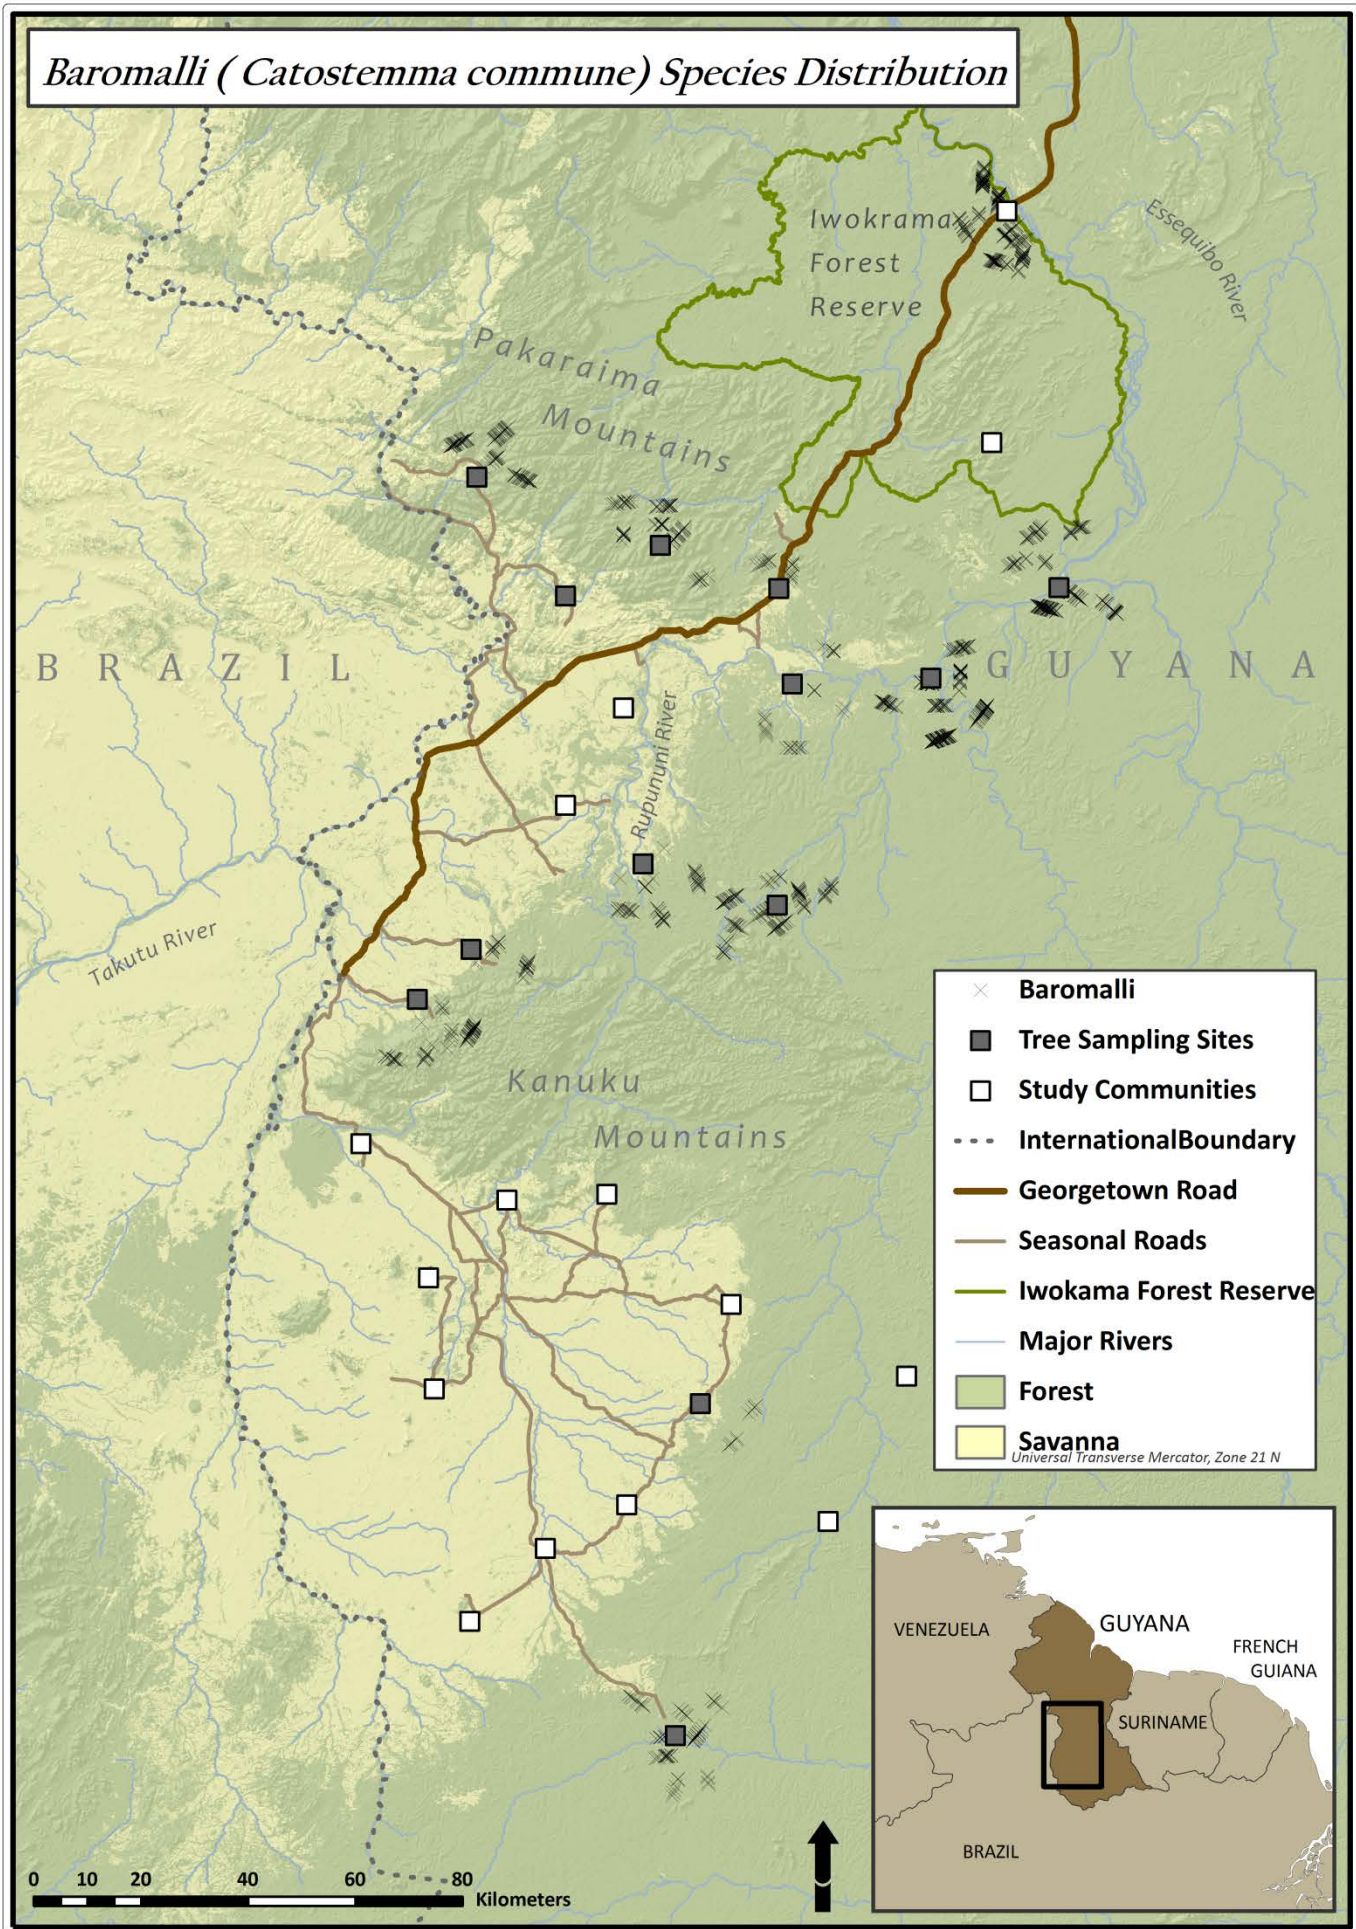 Baromalli ( Catostemma commune) Species Distribution
Iwokrama
Forest
Reserve
Essequibo River
Pakaraima
Mountains
BRAZIL
GUYANA
Rupununi River
Takutu River
Kanuku
Mountains
Baromalli
Tree Sampling Sites
Study Communities
InternationalBoundary
Georgetown Road
Seasonal Roads
Iwokama Forest Reserve
Major Rivers
Forest
Savanna
Universal Transverse Mercator, Zone 21 N
VENEZUELA
GUYANA
FRENCH
GUIANA
SURINAME
BRAZIL
0 10 20 40 60 80
Kilometers